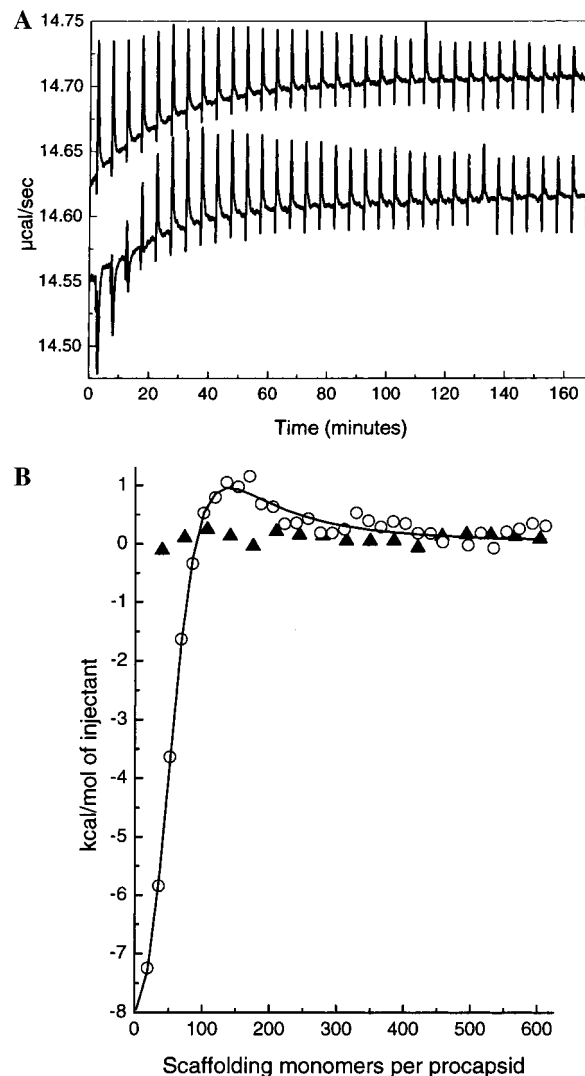 A
14.75
14.70
14.65
14.60
14.55
14.50
µcal/sec
0 20 40 60 80 100 120 140 160
Time (minutes)
B
1
0
-1
-2
-3
-4
-5
-6
-7
-8
kcal/mol of injectant
0 100 200 300 400 500 600
Scaffolding monomers per procapsid